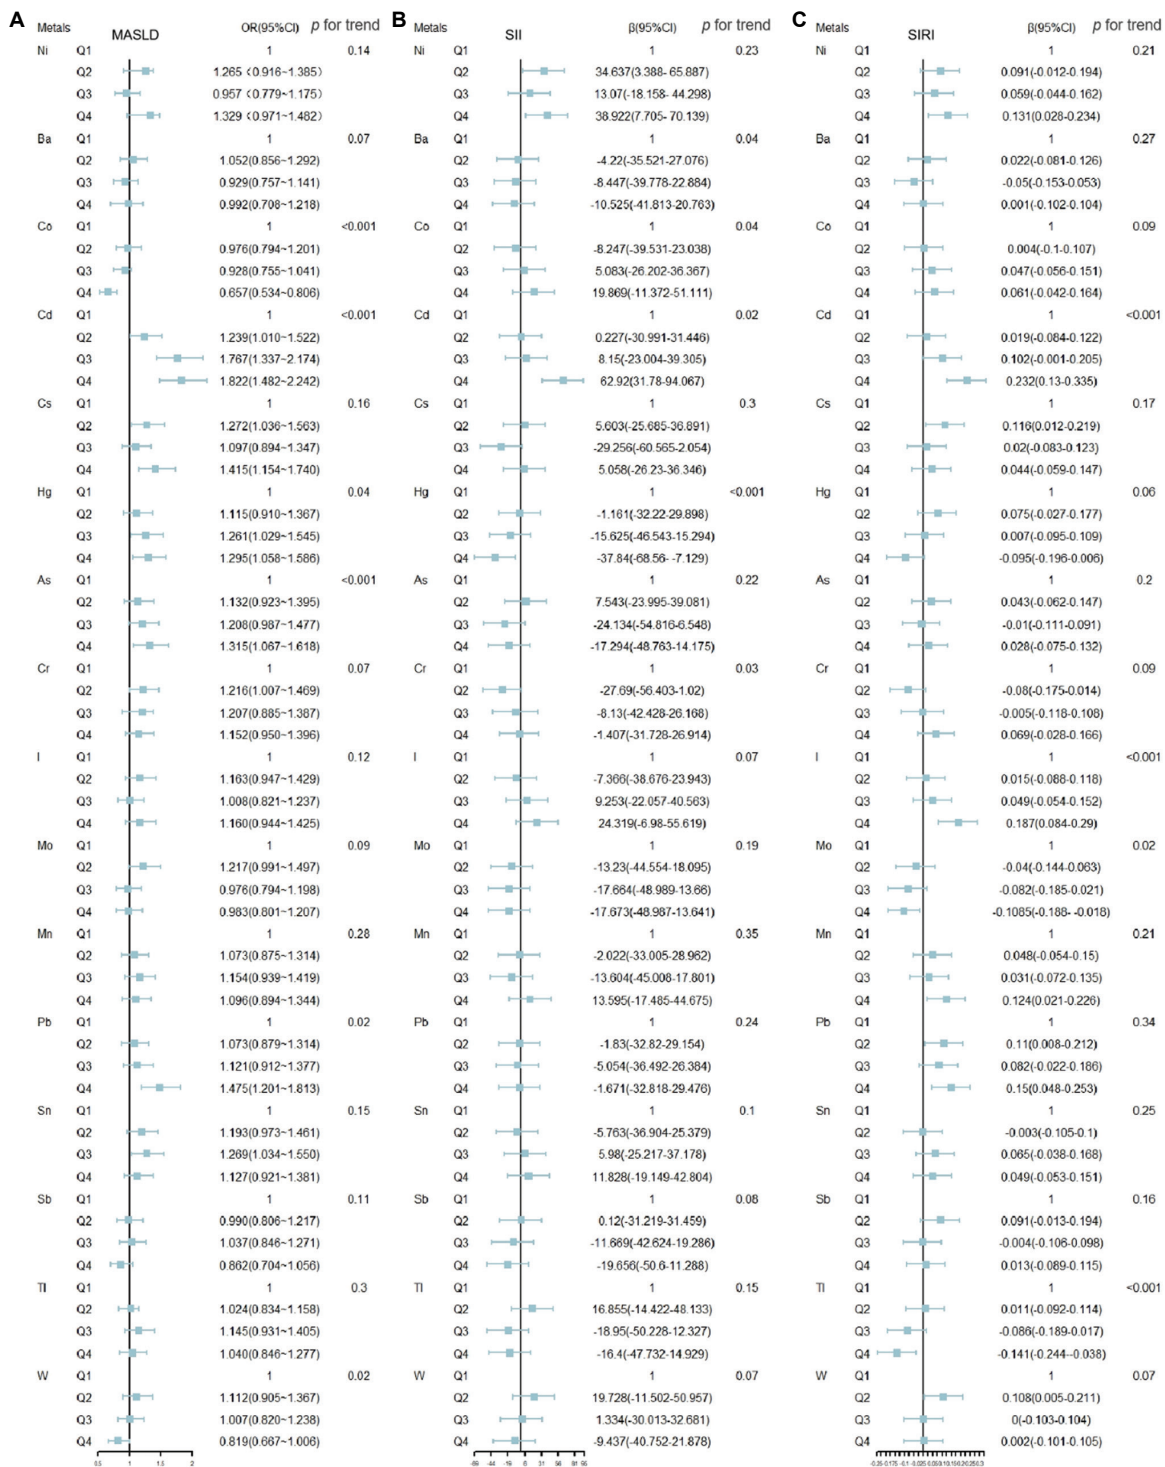 A
Metals MASLD OR(95%CI) p for trend
Ni Q1 1 0.14
Q2 1.265 (0.916~1.385)
Q3 0.957 (0.779~1.175)
Q4 1.329 (0.971~1.482)
Ba Q1 1 0.07
Q2 1.052(0.856~1.292)
Q3 0.929(0.757~1.141)
Q4 0.992(0.708~1.218)
Co Q1 1 <0.001
Q2 0.976(0.794~1.201)
Q3 0.928(0.755~1.041)
Q4 0.657(0.534~0.806)
Cd Q1 1 <0.001
Q2 1.239(1.010~1.522)
Q3 1.767(1.337~2.174)
Q4 1.822(1.482~2.242)
Cs Q1 1 0.16
Q2 1.272(1.036~1.563)
Q3 1.097(0.894~1.347)
Q4 1.415(1.154~1.740)
Hg Q1 1 0.04
Q2 1.115(0.910~1.367)
Q3 1.261(1.029~1.545)
Q4 1.295(1.058~1.586)
As Q1 1 <0.001
Q2 1.132(0.923~1.395)
Q3 1.208(0.987~1.477)
Q4 1.315(1.067~1.618)
Cr Q1 1 0.07
Q2 1.216(1.007~1.469)
Q3 1.207(0.885~1.387)
Q4 1.152(0.950~1.396)
I Q1 1 0.12
Q2 1.163(0.947~1.429)
Q3 1.008(0.821~1.237)
Q4 1.160(0.944~1.425)
Mo Q1 1 0.09
Q2 1.217(0.991~1.497)
Q3 0.976(0.794~1.198)
Q4 0.983(0.801~1.207)
Mn Q1 1 0.28
Q2 1.073(0.875~1.314)
Q3 1.154(0.939~1.419)
Q4 1.096(0.894~1.344)
Pb Q1 1 0.02
Q2 1.073(0.879~1.314)
Q3 1.121(0.912~1.377)
Q4 1.475(1.201~1.813)
Sn Q1 1 0.15
Q2 1.193(0.973~1.461)
Q3 1.269(1.034~1.550)
Q4 1.127(0.921~1.381)
Sb Q1 1 0.11
Q2 0.990(0.806~1.217)
Q3 1.037(0.846~1.271)
Q4 0.862(0.704~1.056)
Tl Q1 1 0.3
Q2 1.024(0.834~1.158)
Q3 1.145(0.931~1.405)
Q4 1.040(0.846~1.277)
W Q1 1 0.02
Q2 1.112(0.905~1.367)
Q3 1.007(0.820~1.238)
Q4 0.819(0.667~1.006)
0.5 1 1.5 2
B
Metals SII β(95%CI) p for trend
Ni Q1 1 0.23
Q2 34.637(3.388- 65.887)
Q3 13.07(-18.158- 44.298)
Q4 38.922(7.705- 70.139)
Ba Q1 1 0.04
Q2 -4.22(-35.521-27.076)
Q3 -8.447(-39.778-22.884)
Q4 -10.525(-41.813-20.763)
Co Q1 1 0.04
Q2 -8.247(-39.531-23.038)
Q3 5.083(-26.202-36.367)
Q4 19.869(-11.372-51.111)
Cd Q1 1 0.02
Q2 0.227(-30.991-31.446)
Q3 8.15(-23.004-39.305)
Q4 62.92(31.78-94.067)
Cs Q1 1 0.3
Q2 5.603(-25.685-36.891)
Q3 -29.256(-60.565-2.054)
Q4 5.058(-26.23-36.346)
Hg Q1 1 <0.001
Q2 -1.161(-32.22-29.898)
Q3 -15.625(-46.543-15.294)
Q4 -37.84(-68.56- -7.129)
As Q1 1 0.22
Q2 7.543(-23.995-39.081)
Q3 -24.134(-54.816-6.548)
Q4 -17.294(-48.763-14.175)
Cr Q1 1 0.03
Q2 -27.69(-56.403-1.02)
Q3 -8.13(-42.428-26.168)
Q4 -1.407(-31.728-26.914)
I Q1 1 0.07
Q2 -7.366(-38.676-23.943)
Q3 9.253(-22.057-40.563)
Q4 24.319(-6.98-55.619)
Mo Q1 1 0.19
Q2 -13.23(-44.554-18.095)
Q3 -17.664(-48.989-13.66)
Q4 -17.673(-48.987-13.641)
Mn Q1 1 0.35
Q2 -2.022(-33.005-28.962)
Q3 -13.604(-45.008-17.801)
Q4 13.595(-17.485-44.675)
Pb Q1 1 0.24
Q2 -1.83(-32.82-29.154)
Q3 -5.054(-36.492-26.384)
Q4 -1.671(-32.818-29.476)
Sn Q1 1 0.1
Q2 -5.763(-36.904-25.379)
Q3 5.98(-25.217-37.178)
Q4 11.828(-19.149-42.804)
Sb Q1 1 0.08
Q2 0.12(-31.219-31.459)
Q3 -11.669(-42.624-19.286)
Q4 -19.656(-50.6-11.288)
Tl Q1 1 0.15
Q2 16.855(-14.422-48.133)
Q3 -18.95(-50.228-12.327)
Q4 -16.4(-47.732-14.929)
W Q1 1 0.07
Q2 19.728(-11.502-50.957)
Q3 1.334(-30.013-32.681)
Q4 -9.437(-40.752-21.878)
-69 -44 -19 6 31 56 81 96
C
Metals SIRI β(95%CI) p for trend
Ni Q1 1 0.21
Q2 0.091(-0.012-0.194)
Q3 0.059(-0.044-0.162)
Q4 0.131(0.028-0.234)
Ba Q1 1 0.27
Q2 0.022(-0.081-0.126)
Q3 -0.05(-0.153-0.053)
Q4 0.001(-0.102-0.104)
Co Q1 1 0.09
Q2 0.004(-0.1-0.107)
Q3 0.047(-0.056-0.151)
Q4 0.061(-0.042-0.164)
Cd Q1 1 <0.001
Q2 0.019(-0.084-0.122)
Q3 0.102(-0.001-0.205)
Q4 0.232(0.13-0.335)
Cs Q1 1 0.17
Q2 0.116(0.012-0.219)
Q3 0.02(-0.083-0.123)
Q4 0.044(-0.059-0.147)
Hg Q1 1 0.06
Q2 0.075(-0.027-0.177)
Q3 0.007(-0.095-0.109)
Q4 -0.095(-0.196-0.006)
As Q1 1 0.2
Q2 0.043(-0.062-0.147)
Q3 -0.01(-0.111-0.091)
Q4 0.028(-0.075-0.132)
Cr Q1 1 0.09
Q2 -0.08(-0.175-0.014)
Q3 -0.005(-0.118-0.108)
Q4 0.069(-0.028-0.166)
I Q1 1 <0.001
Q2 0.015(-0.088-0.118)
Q3 0.049(-0.054-0.152)
Q4 0.187(0.084-0.29)
Mo Q1 1 0.02
Q2 -0.04(-0.144-0.063)
Q3 -0.082(-0.185-0.021)
Q4 -0.1085(-0.188- -0.018)
Mn Q1 1 0.21
Q2 0.048(-0.054-0.15)
Q3 0.031(-0.072-0.135)
Q4 0.124(0.021-0.226)
Pb Q1 1 0.34
Q2 0.11(0.008-0.212)
Q3 0.082(-0.022-0.186)
Q4 0.15(0.048-0.253)
Sn Q1 1 0.25
Q2 -0.003(-0.105-0.1)
Q3 0.065(-0.038-0.168)
Q4 0.049(-0.053-0.151)
Sb Q1 1 0.16
Q2 0.091(-0.013-0.194)
Q3 -0.004(-0.106-0.098)
Q4 0.013(-0.089-0.115)
Tl Q1 1 <0.001
Q2 0.011(-0.092-0.114)
Q3 -0.086(-0.189-0.017)
Q4 -0.141(-0.244--0.038)
W Q1 1 0.07
Q2 0.108(0.005-0.211)
Q3 0(-0.103-0.104)
Q4 0.002(-0.101-0.105)